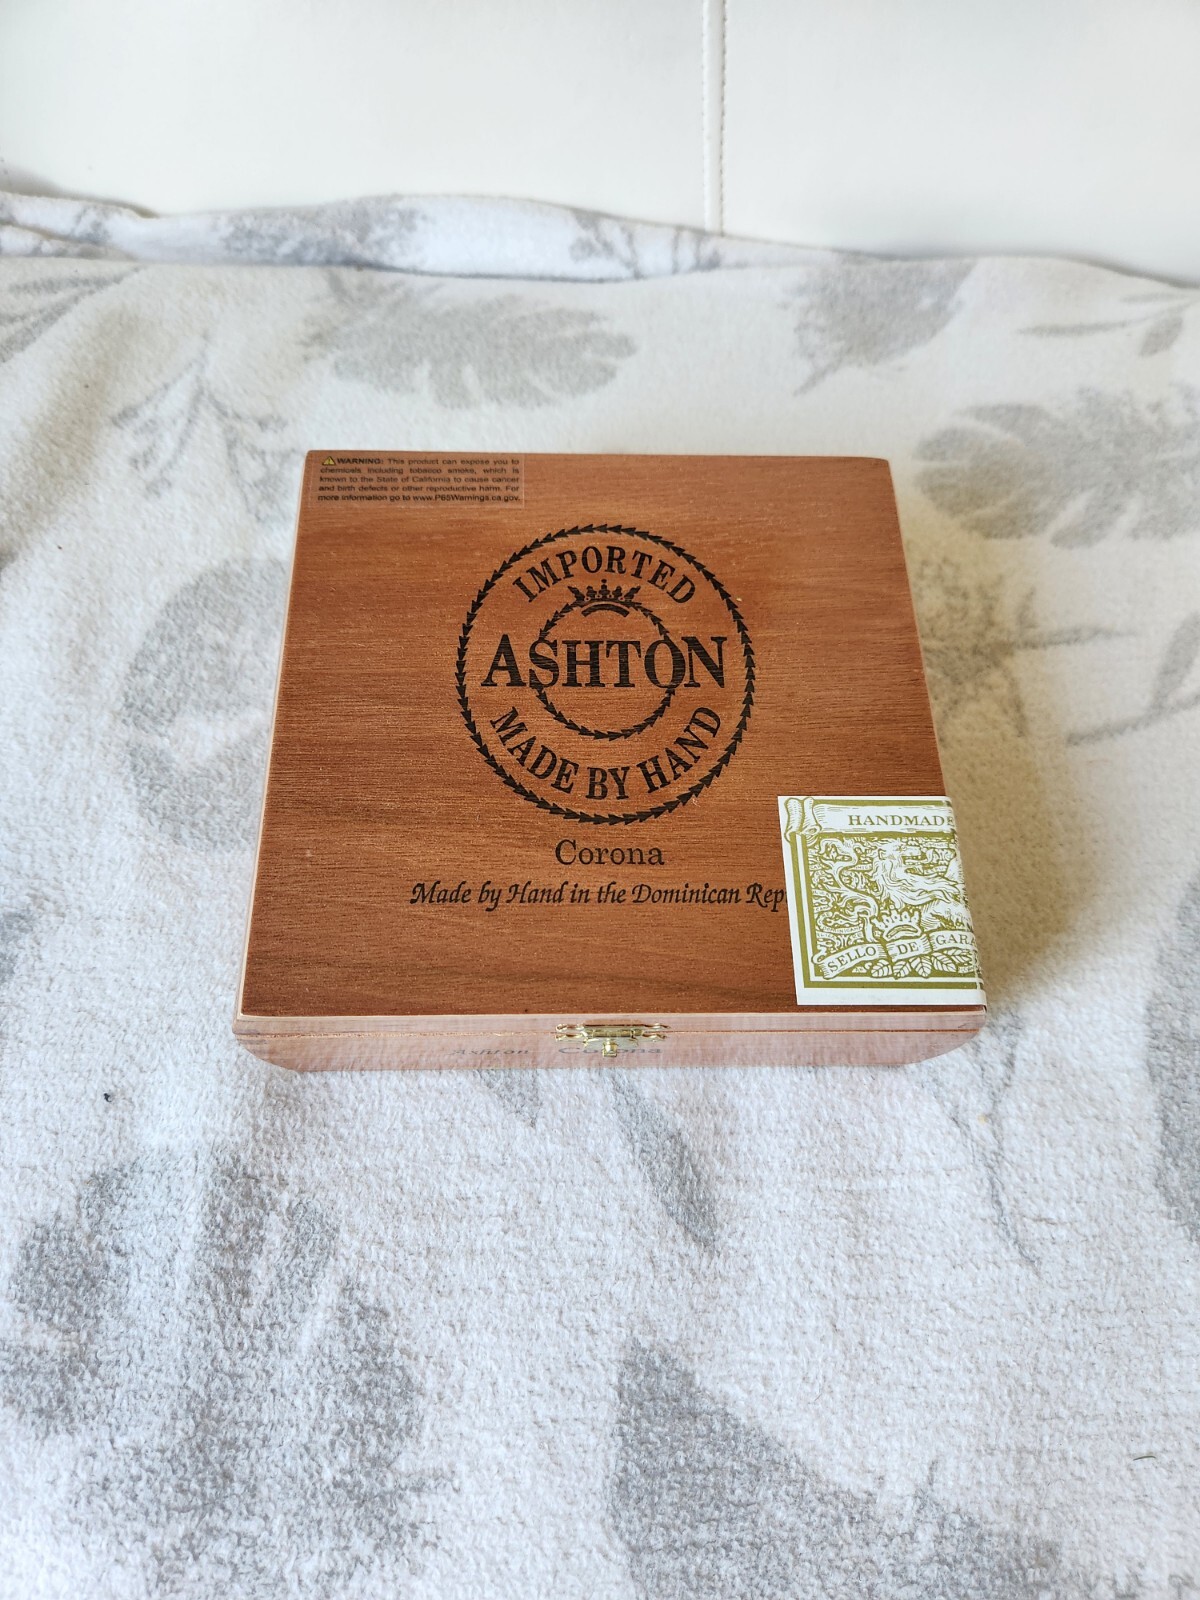 ⚠WARNING: This product can expose you to
chemicals including tobacco smoke, which is
known to the State of California to cause cancer
and birth defects or other reproductive harm. For
more information go to www.P65Warnings.ca.gov.
IMPORTED
ASHTON
MADE BY HAND
Corona
Made by Hand in the Dominican Rep
HANDMADE
SELLO DE GARA
Ashton Corona